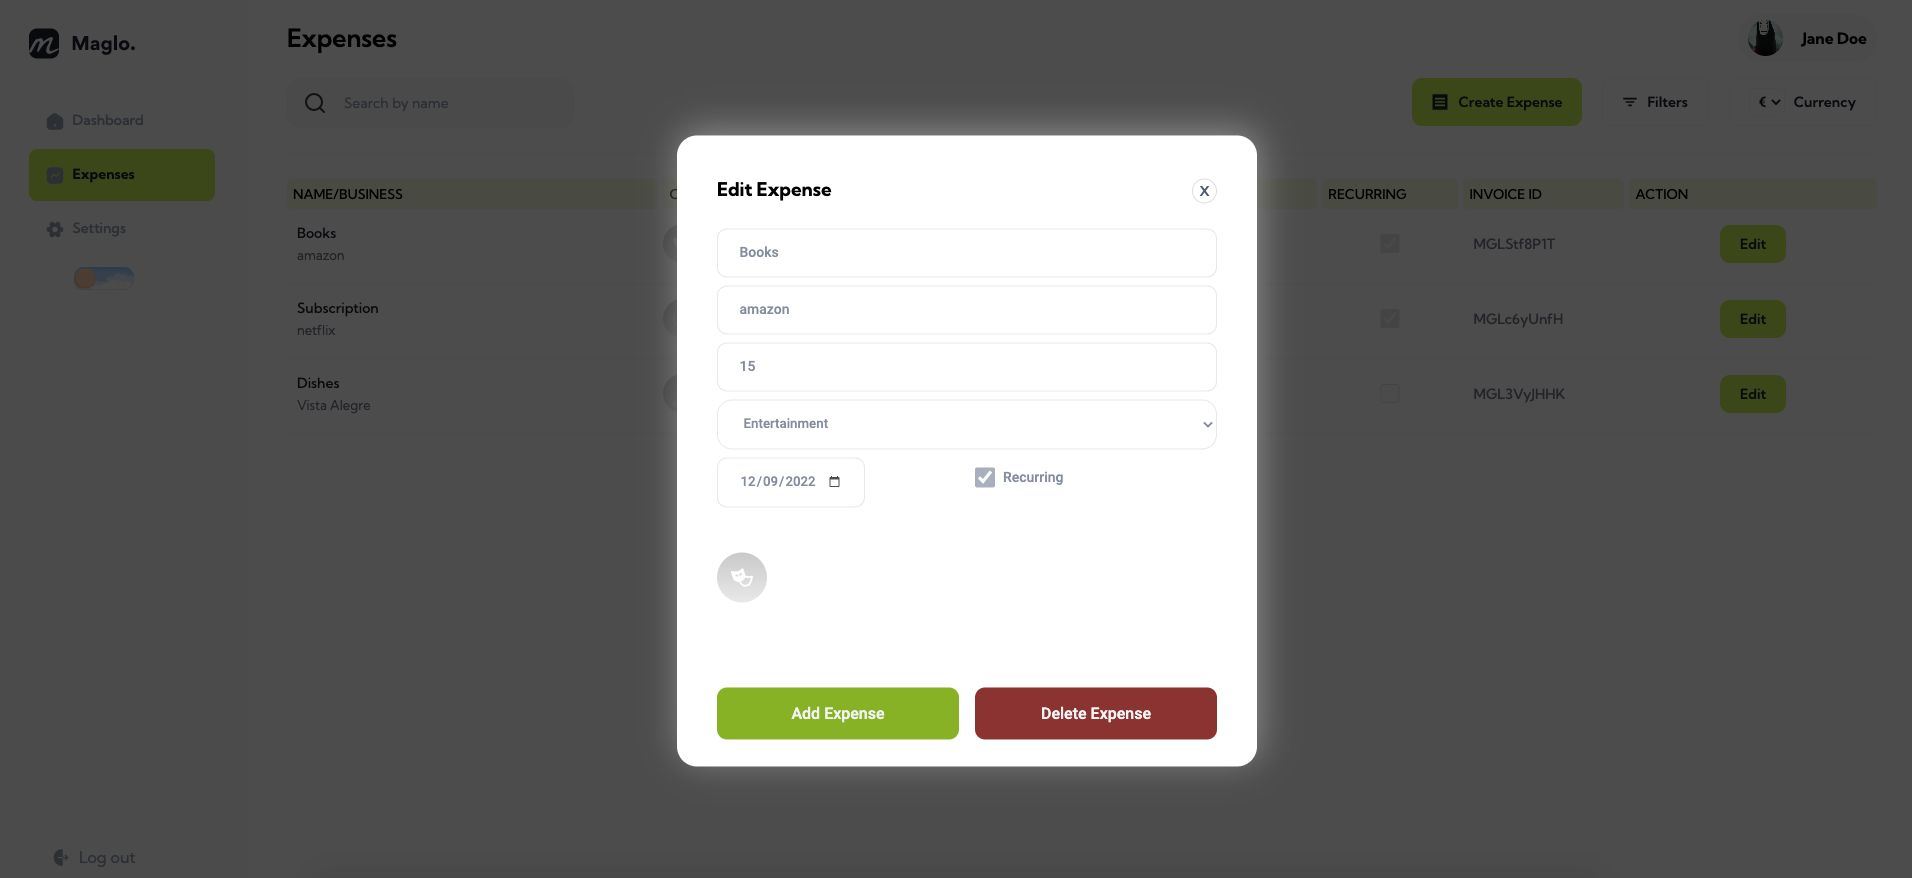 Maglo.
Expenses
Jane Doe
Search by name
Create Expense
Filters
€
Currency
Dashboard
Expenses
Settings
Log out
NAME/BUSINESS
C
RECURRING
INVOICE ID
ACTION
Books
amazon
MGLStf8P1T
Edit
Subscription
netflix
MGLc6yUnfH
Edit
Dishes
Vista Alegre
MGL3VyJHHK
Edit
Edit Expense
X
Books
amazon
15
Entertainment
12/09/2022
Recurring
Add Expense
Delete Expense